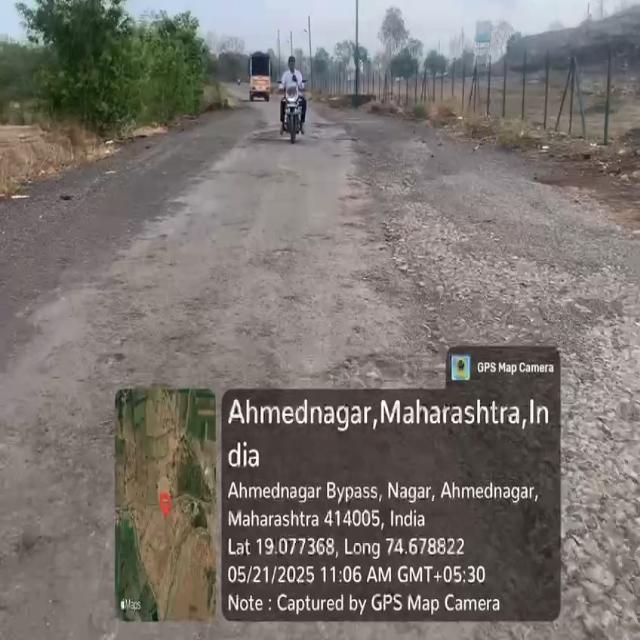 GPS Map Camera
Ahmednagar,Maharashtra,In
dia
Ahmednagar Bypass, Nagar, Ahmednagar,
Maharashtra 414005, India
Lat 19.077368, Long 74.678822
05/21/2025 11:06 AM GMT+05:30
Note : Captured by GPS Map Camera
Maps